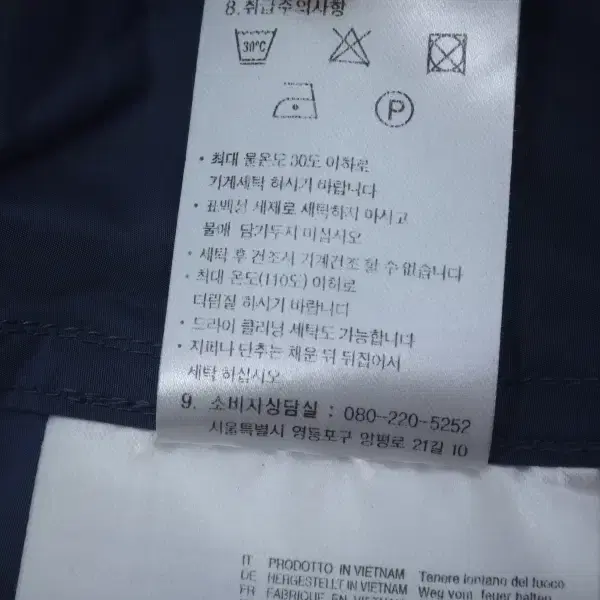 8. 취급주의사항
30°C
P
• 최대 물온도 30도 이하로
기계세탁 하시기 바랍니다
• 표백성 세제로 세탁하지 마시고
물에 담가두지 마십시오
• 세탁 후 건조시 기계건조 할 수 없습니다
• 최대 온도(110도) 이하로
다림질 하시기 바랍니다
• 드라이 클리닝 세탁도 가능합니다
• 지퍼나 단추는 채운 뒤 뒤집어서
세탁 하십시오
9. 소비자상담실 : 080-220-5252
서울특별시 영등포구 양평로 21길 10
IT PRODOTTO IN VIETNAM Tenere lontano dal fuoco
DE HERGESTELLT IN VIETNAM Weg vom feuer halten
FR FABRIQUE EN VIETNAM